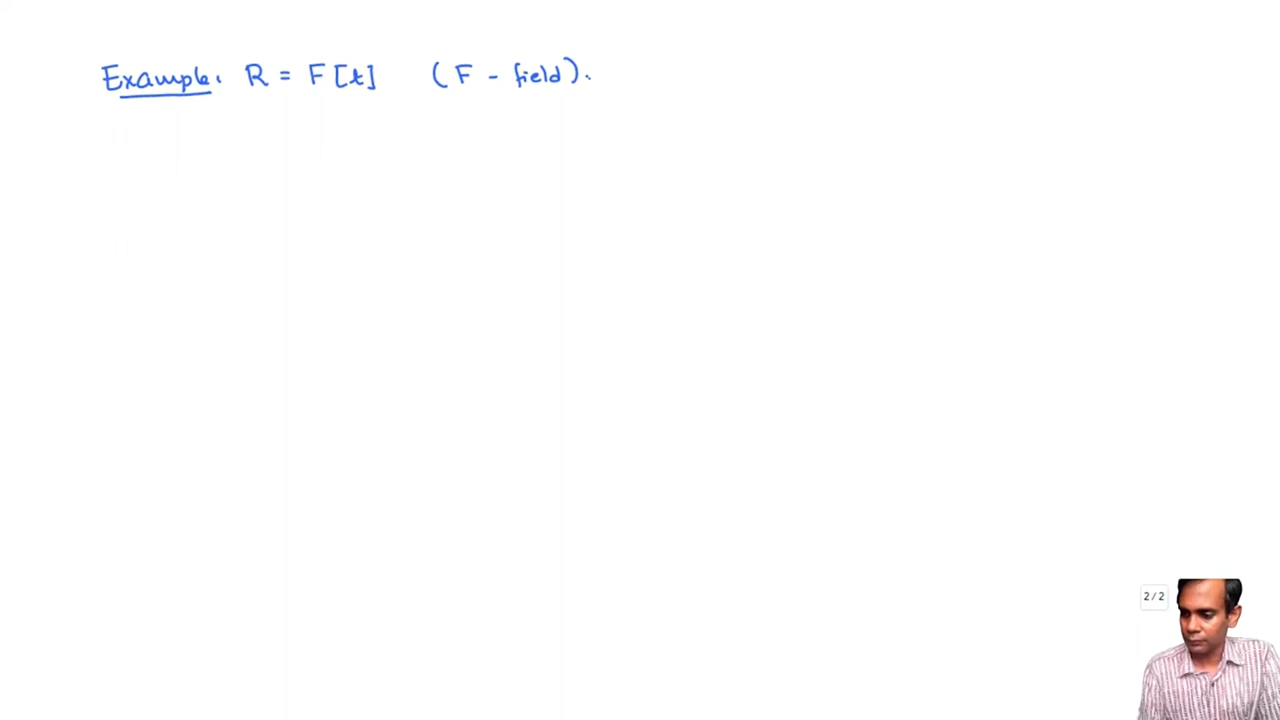 Example: R = F[t] (F - field).
2/2